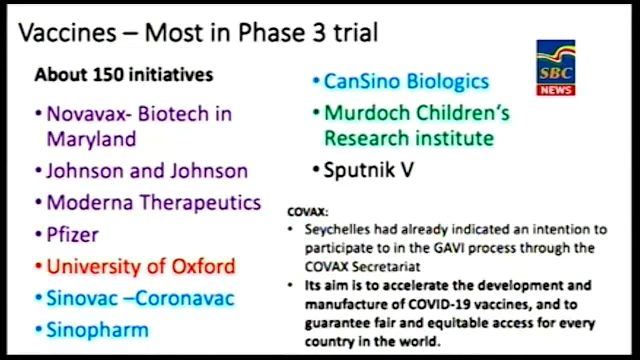 Vaccines – Most in Phase 3 trial
About 150 initiatives
• Novavax- Biotech in
Maryland
• Johnson and Johnson
• Moderna Therapeutics
• Pfizer
• University of Oxford
• Sinovac –Coronavac
• Sinopharm
• CanSino Biologics
• Murdoch Children's
Research institute
• Sputnik V
SBC
NEWS
COVAX:
• Seychelles had already indicated an intention to
participate to in the GAVI process through the
COVAX Secretariat
• Its aim is to accelerate the development and
manufacture of COVID-19 vaccines, and to
guarantee fair and equitable access for every
country in the world.